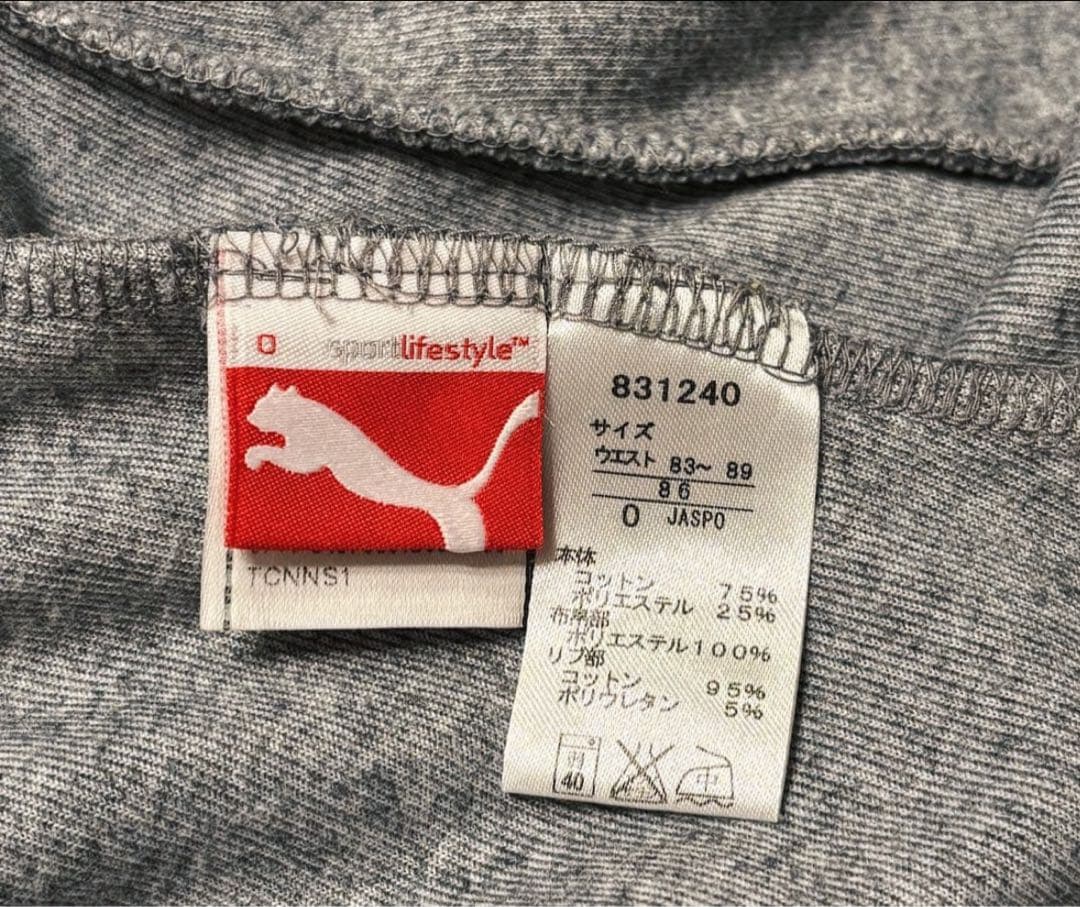 O sportlifestyle™
TCNNS1
831240
サイズ
ウエスト 83～ 89
86
O JASPO
本体
コットン 75%
ポリエステル 25%
布帛部
ポリエステル100%
リブ部
コットン 95%
ポリウレタン 5%
弱
40
中